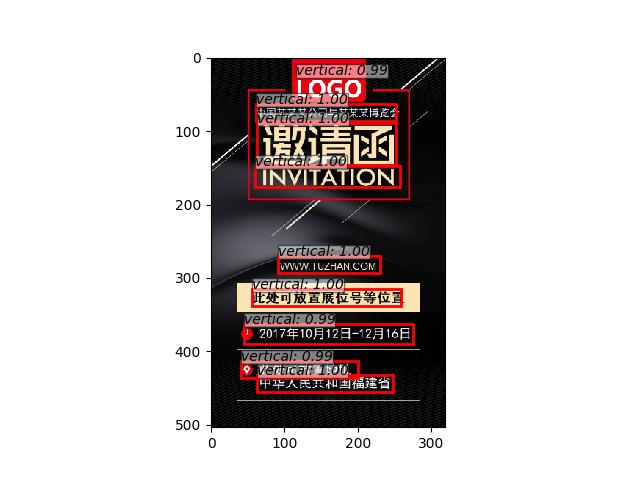 0
100
200
300
400
500
0
100
200
300
vertical: 0.99
LOGO
vertical: 1.00
中国某某某公司与某某某博览会
vertical: 1.00
邀请函
vertical: 1.00
INVITATION
vertical: 1.00
WWW.TUZHAN.COM
vertical: 1.00
此处可放置展位号等位置
vertical: 0.99
2017年10月12日-12月16日
vertical: 0.99
vertical: 1.00
中华人民共和国福建省